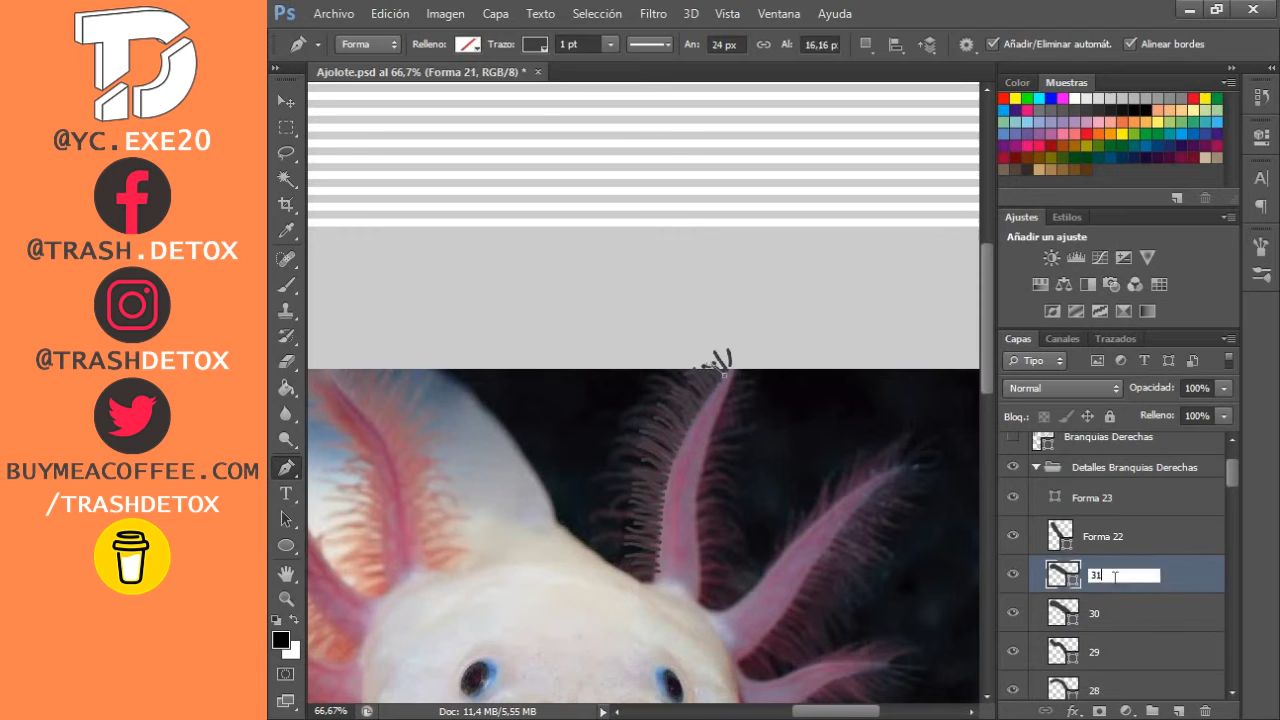 Ps Archivo Edición Imagen Capa Texto Selección Filtro 3D Vista Ventana Ayuda
Forma Relleno: Trazo: 1 pt An: 24 px Al: 16,16 px Añadir/Eliminar automát. Alinear bordes
Ajolote.psd al 66,7% (Forma 21, RGB/8) * ×
TD
@YC.EXE20
@TRASH.DETOX
@TRASHDETOX
BUYMEACOFFEE.COM
/TRASHDETOX
Color Muestras
Ajustes Estilos
Añadir un ajuste
Capas Canales Trazados
Tipo
Normal Opacidad: 100%
Bloq.: Relleno: 100%
Branquias Derechas
Detalles Branquias Derechas
Forma 23
Forma 22
31
30
29
28
66,67% Doc: 11,4 MB/5,55 MB